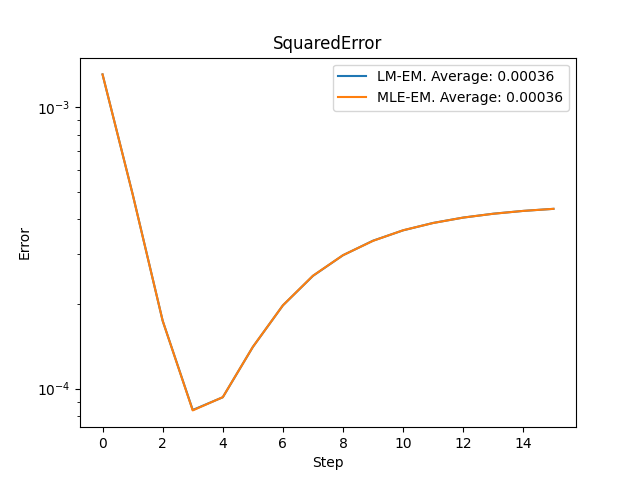 SquaredError
LM-EM. Average: 0.00036
MLE-EM. Average: 0.00036
Error
10⁻³
10⁻⁴
0 2 4 6 8 10 12 14
Step